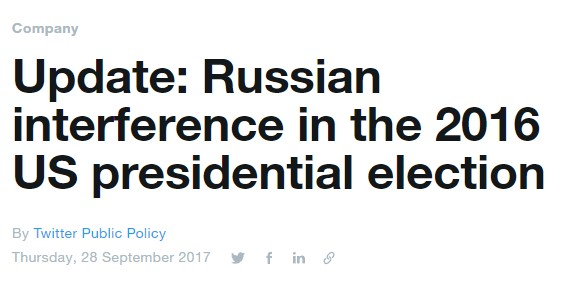 Company
Update: Russian
interference in the 2016
US presidential election
By Twitter Public Policy
Thursday, 28 September 2017